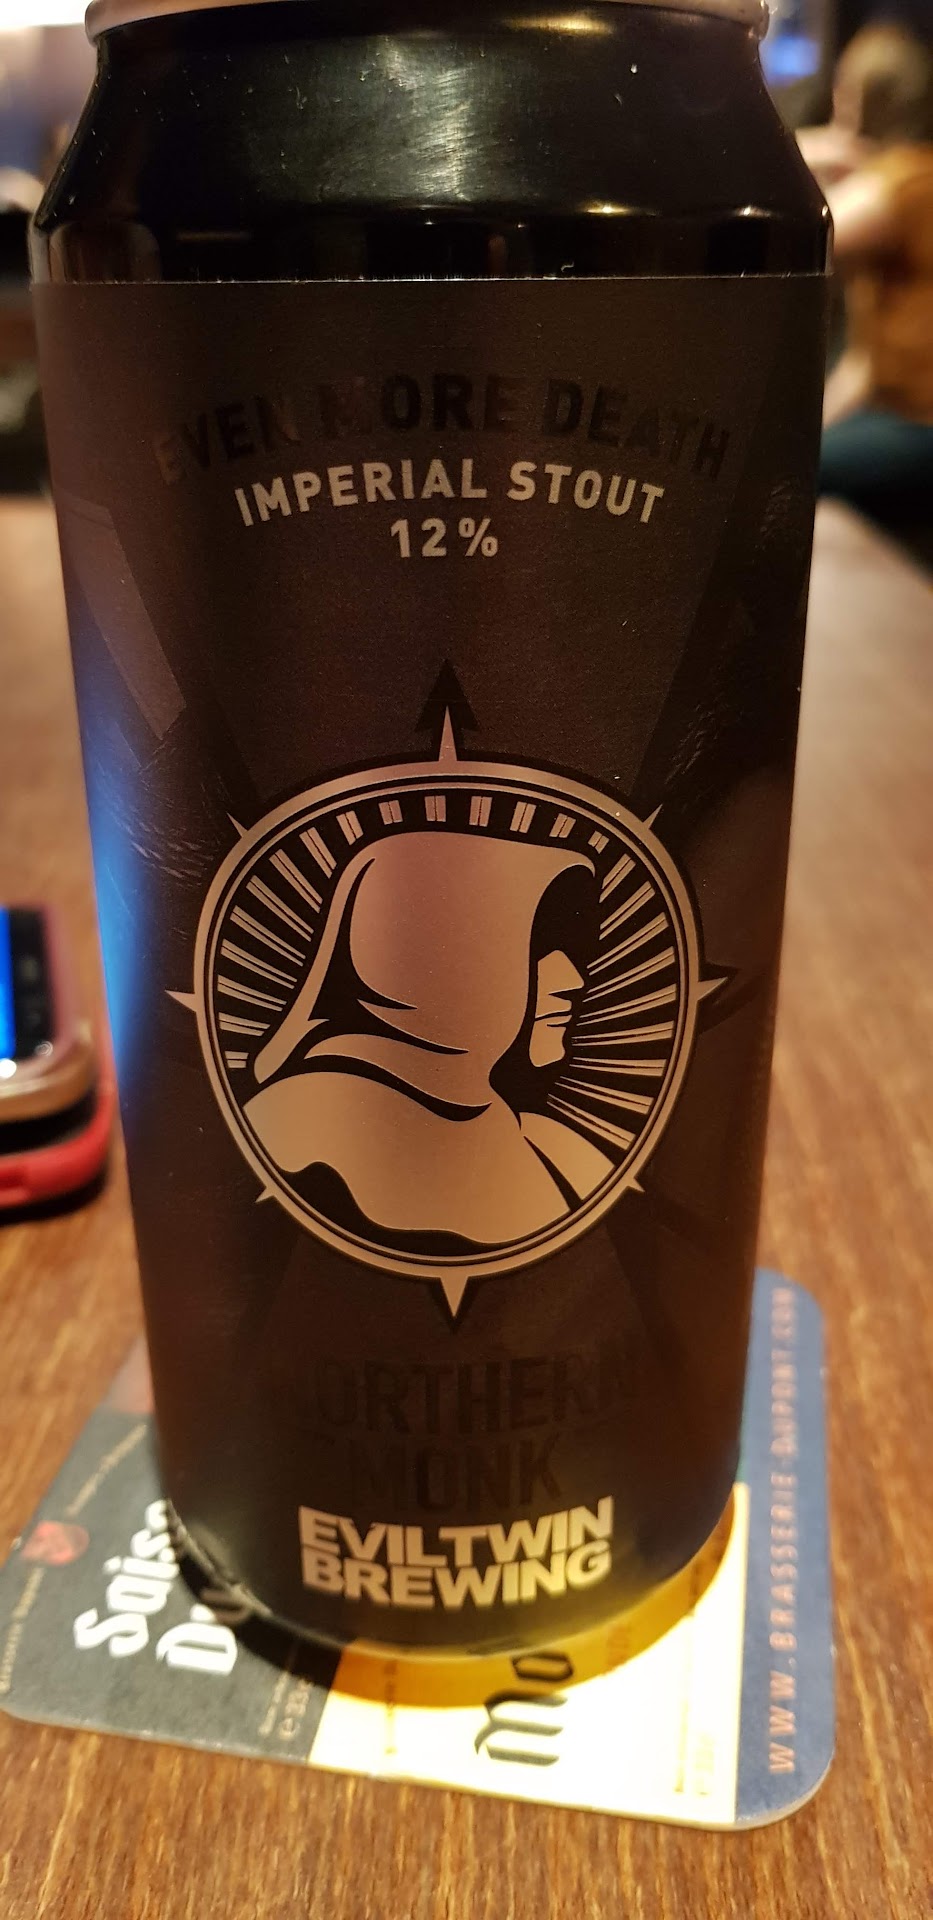 EVEN MORE DEATH
IMPERIAL STOUT
12%
NORTHERN
MONK
EVILTWIN
BREWING
WWW.BRASSERIE-DUPONT.COM